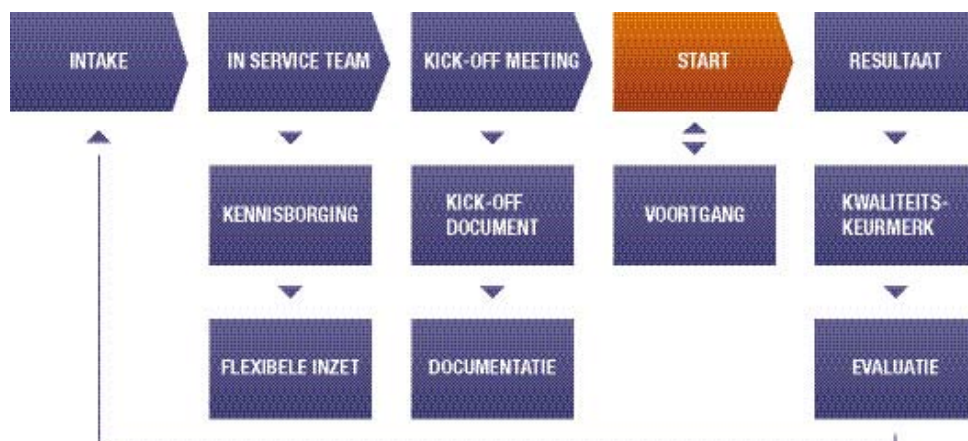 INTAKE
IN SERVICE TEAM
KICK-OFF MEETING
START
RESULTAAT
KENNISBORGING
KICK-OFF
DOCUMENT
VOORTGANG
KWALITEITS-
KEURMERK
FLEXIBELE INZET
DOCUMENTATIE
EVALUATIE